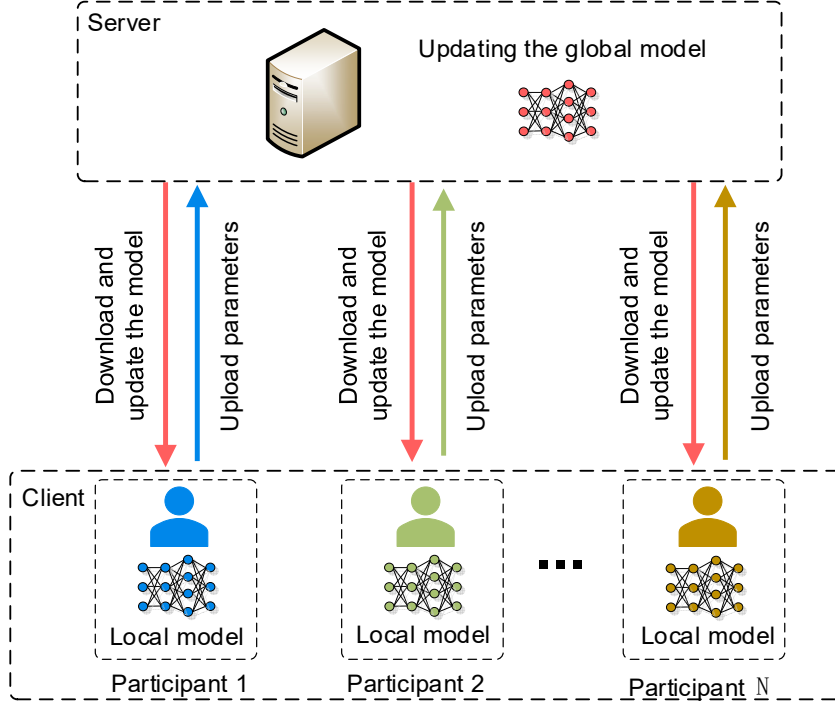 Server
Updating the global model
Download and
update the model
Upload parameters
Download and
update the model
Upload parameters
Download and
update the model
Upload parameters
Client
Local model
Local model
Local model
Participant 1
Participant 2
Participant N